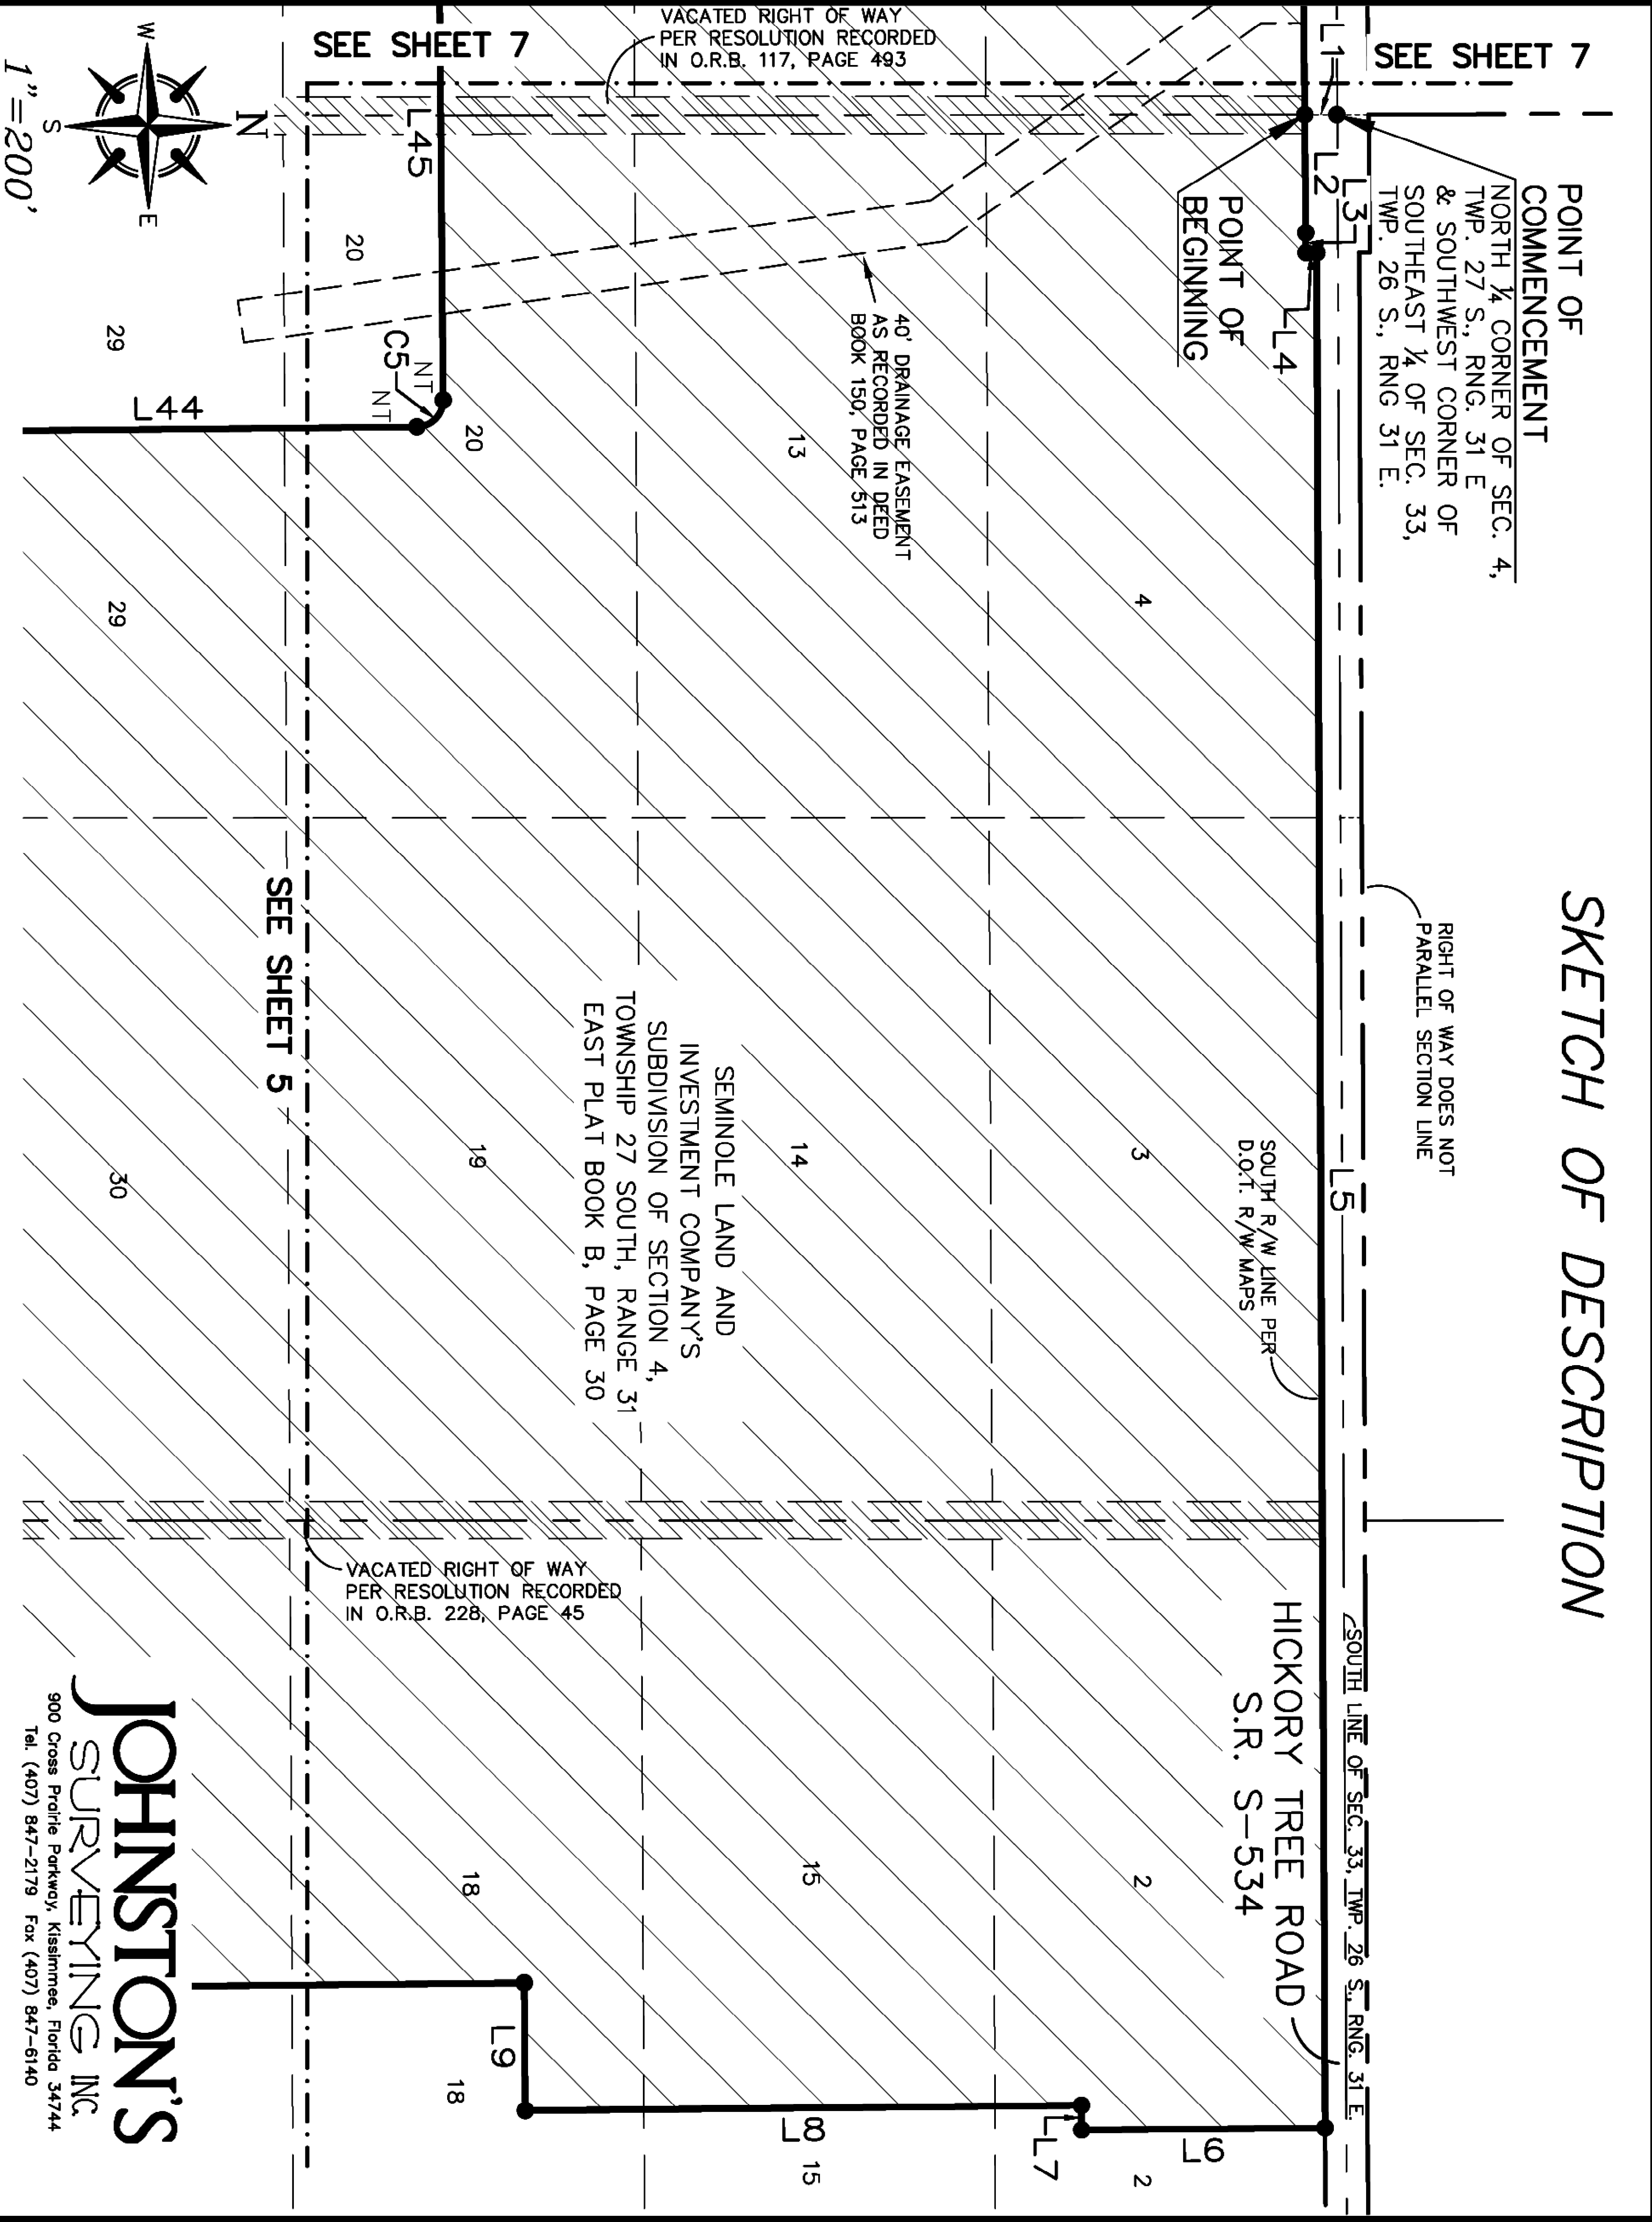 SKETCH OF DESCRIPTION
POINT OF
COMMENCEMENT
NORTH ¼ CORNER OF SEC. 4,
TWP. 27 S., RNG. 31 E
& SOUTHWEST CORNER OF
SOUTHEAST ¼ OF SEC. 33,
TWP. 26 S., RNG 31 E.
SEE SHEET 7
RIGHT OF WAY DOES NOT
PARALLEL SECTION LINE
L1
L2
L3
L4
L5
SOUTH LINE OF SEC. 33, TWP. 26 S., RNG. 31 E.
POINT OF
BEGINNING
SOUTH R/W LINE PER
D.O.T. R/W MAPS
HICKORY TREE ROAD
S.R. S-534
4
3
2
2
L6
L7
VACATED RIGHT OF WAY
PER RESOLUTION RECORDED
IN O.R.B. 117, PAGE 493
40' DRAINAGE EASEMENT
AS RECORDED IN DEED
BOOK 150, PAGE 513
13
14
15
15
L8
SEMINOLE LAND AND
INVESTMENT COMPANY'S
SUBDIVISION OF SECTION 4,
TOWNSHIP 27 SOUTH, RANGE 31
EAST PLAT BOOK B, PAGE 30
SEE SHEET 7
L45
20
C5
NT
NT
20
19
18
18
L9
VACATED RIGHT OF WAY
PER RESOLUTION RECORDED
IN O.R.B. 228, PAGE 45
SEE SHEET 5
29
L44
29
30
N
W
E
S
1"=200'
JOHNSTON'S
SURVEYING INC.
900 Cross Prairie Parkway, Kissimmee, Florida 34744
Tel. (407) 847-2179 Fax (407) 847-6140